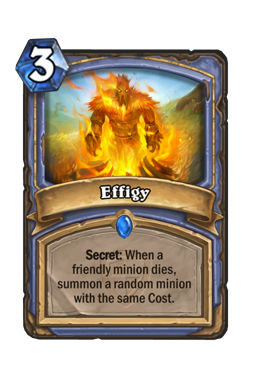 3
Effigy
Secret: When a
friendly minion dies,
summon a random minion
with the same Cost.